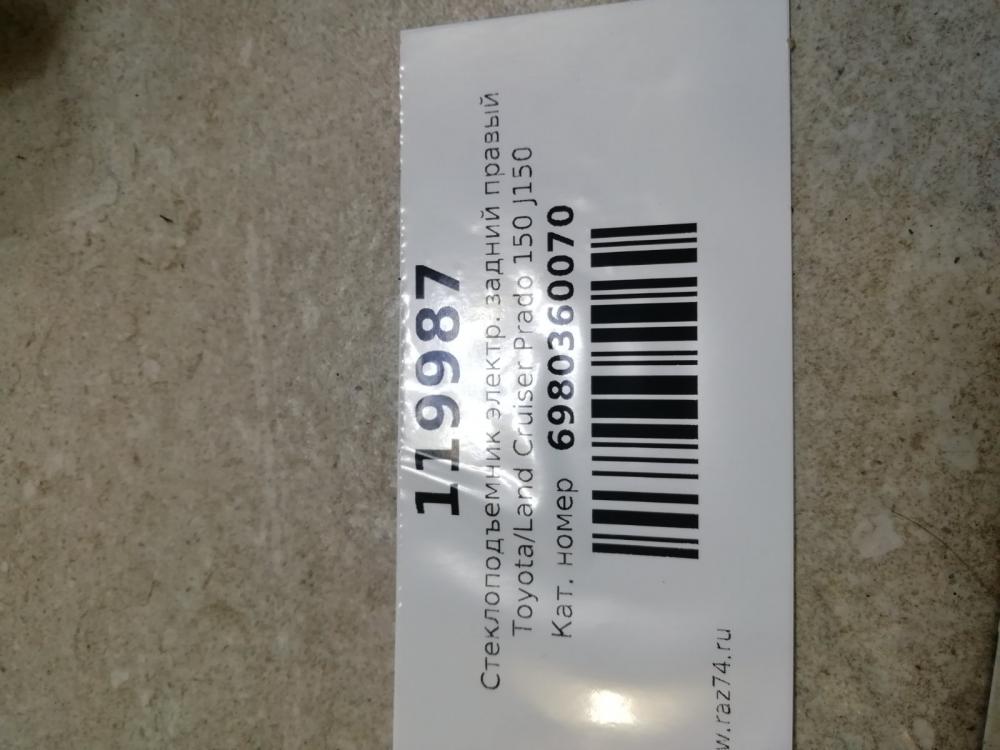 119987
Стеклоподъемник электр. задний правый
Toyota/Land Cruiser Prado 150 J150
Кат. номер 6980360070
w.raz74.ru